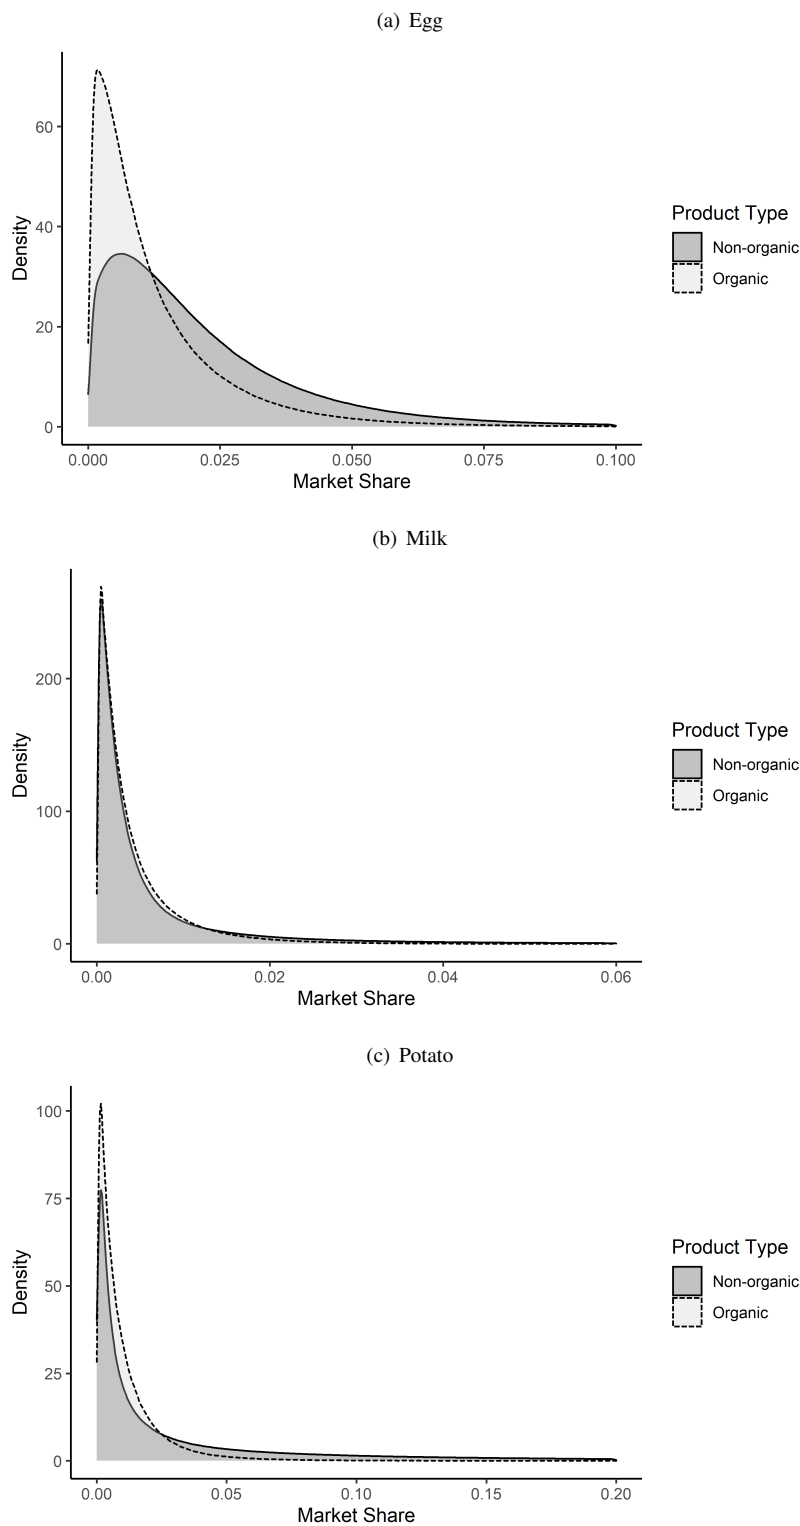 (a) Egg
60
40
20
0
Density
0.000 0.025 0.050 0.075 0.100
Market Share
Product Type
Non-organic
Organic
(b) Milk
200
100
0
Density
0.00 0.02 0.04 0.06
Market Share
Product Type
Non-organic
Organic
(c) Potato
100
75
50
25
0
Density
0.00 0.05 0.10 0.15 0.20
Market Share
Product Type
Non-organic
Organic